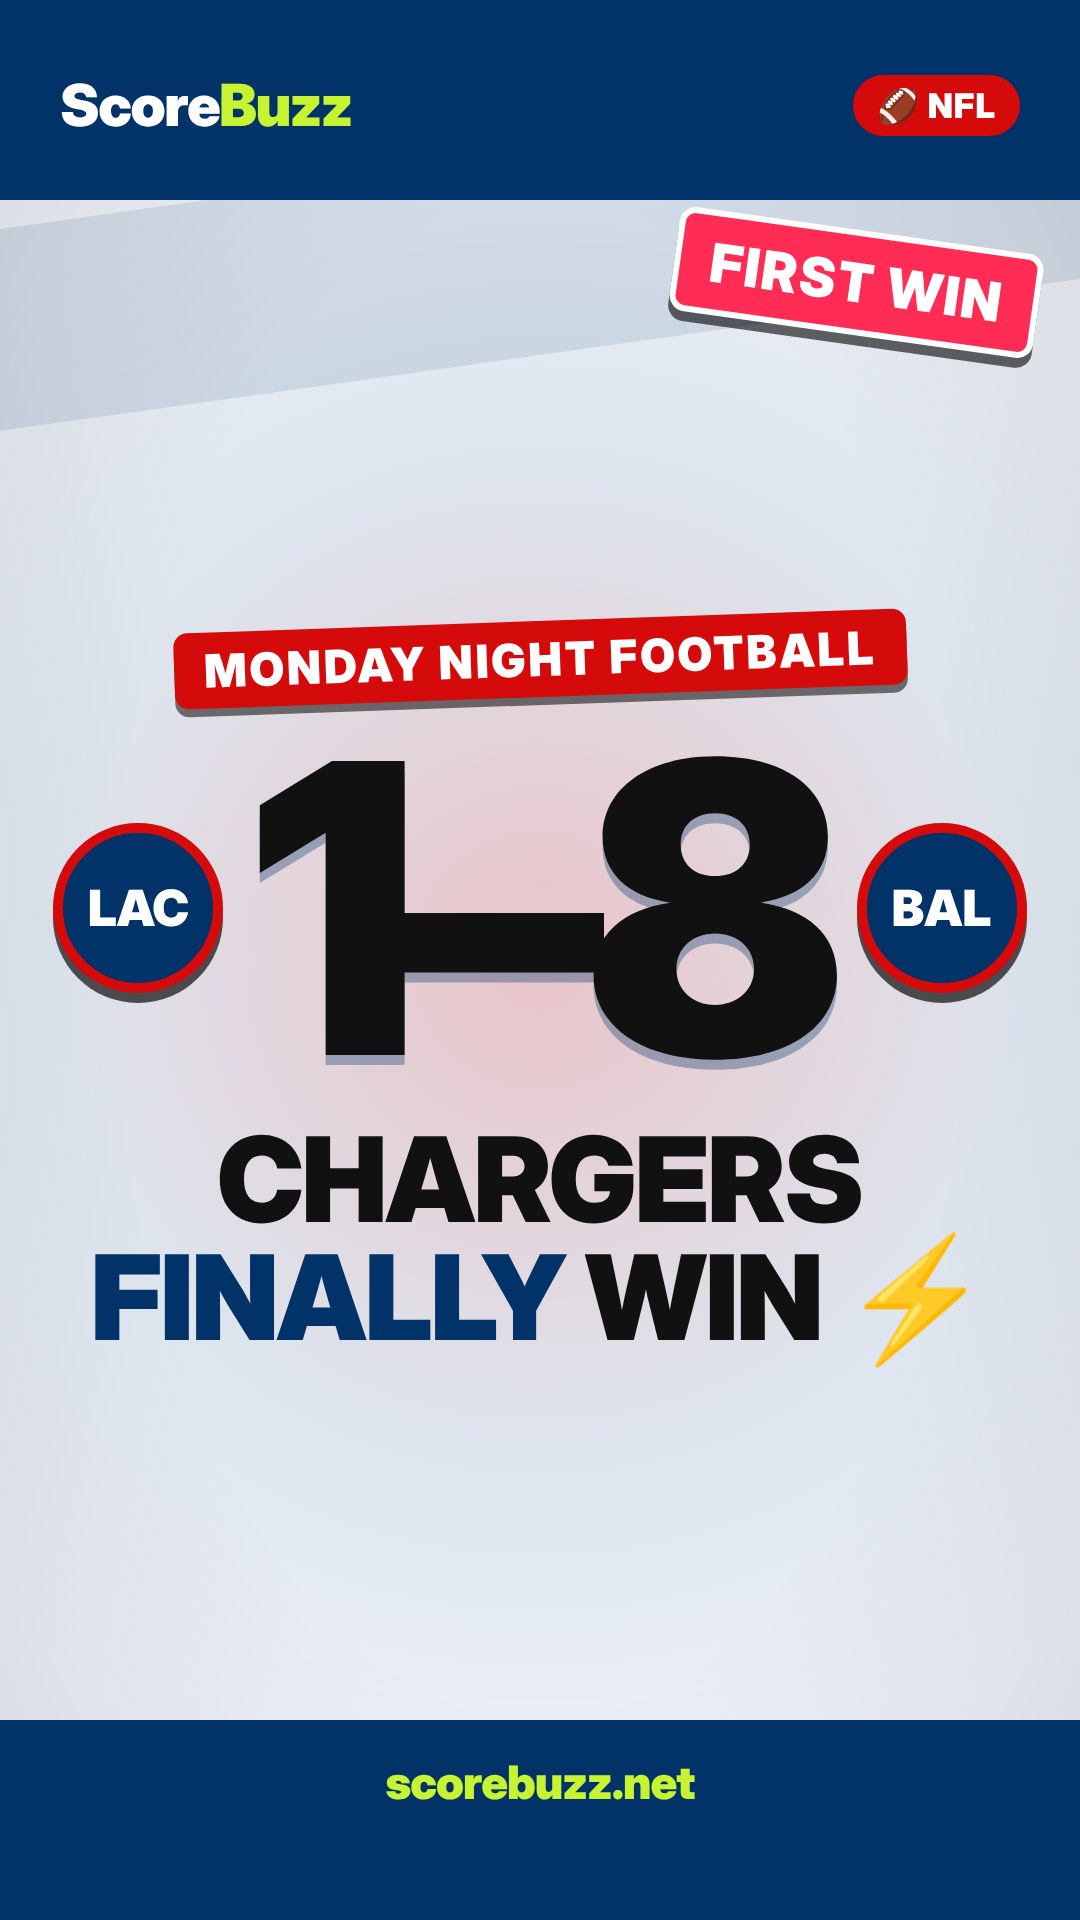 ScoreBuzz
🏈 NFL
FIRST WIN
MONDAY NIGHT FOOTBALL
LAC
1-8
BAL
CHARGERS
FINALLY WIN ⚡
scorebuzz.net